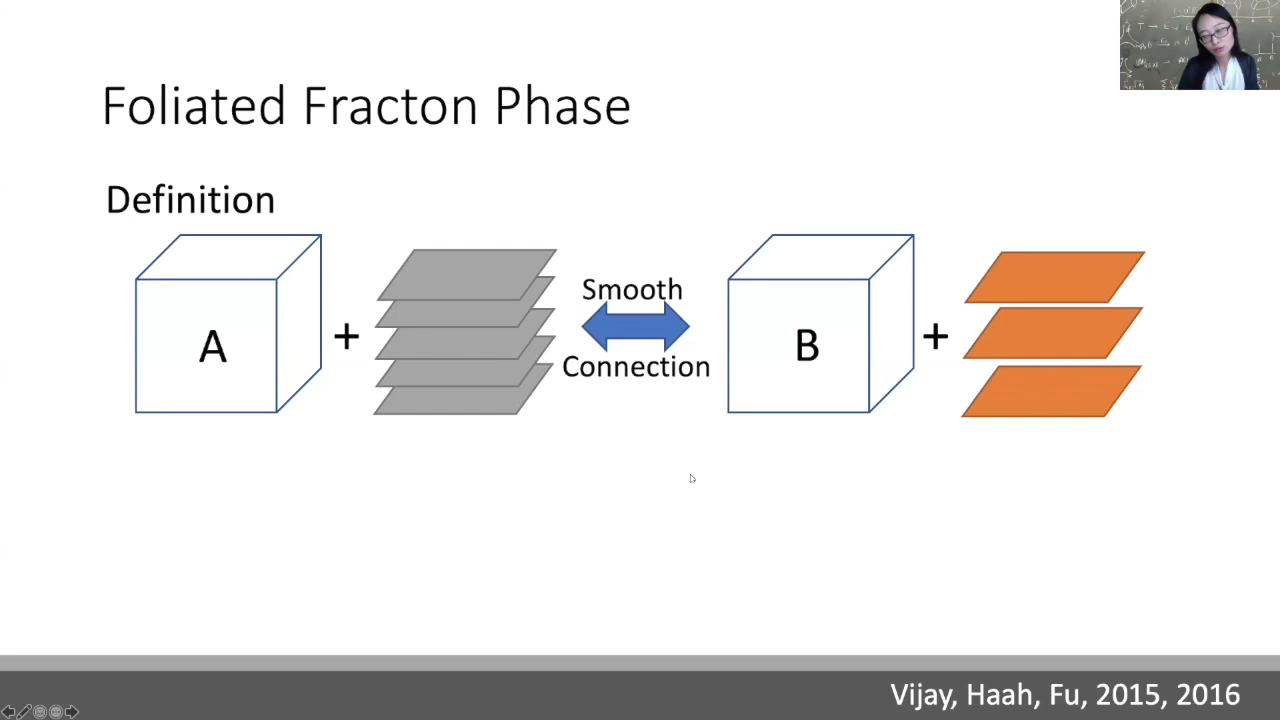 Foliated Fracton Phase
Definition
A
+
Smooth
Connection
B
+
Vijay, Haah, Fu, 2015, 2016